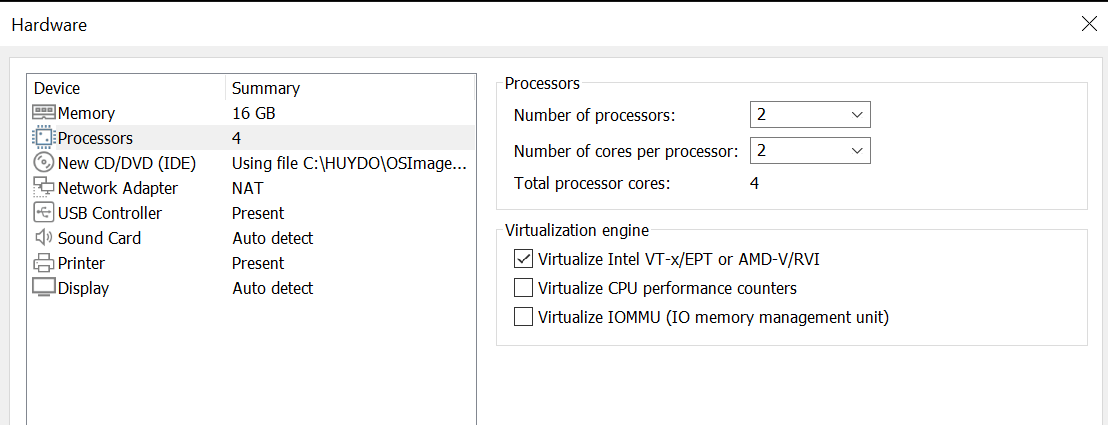 Hardware
Device Summary
Memory 16 GB
Processors 4
New CD/DVD (IDE) Using file C:\HUYDO\OSImage...
Network Adapter NAT
USB Controller Present
Sound Card Auto detect
Printer Present
Display Auto detect
Processors
Number of processors: 2
Number of cores per processor: 2
Total processor cores: 4
Virtualization engine
Virtualize Intel VT-x/EPT or AMD-V/RVI
Virtualize CPU performance counters
Virtualize IOMMU (IO memory management unit)